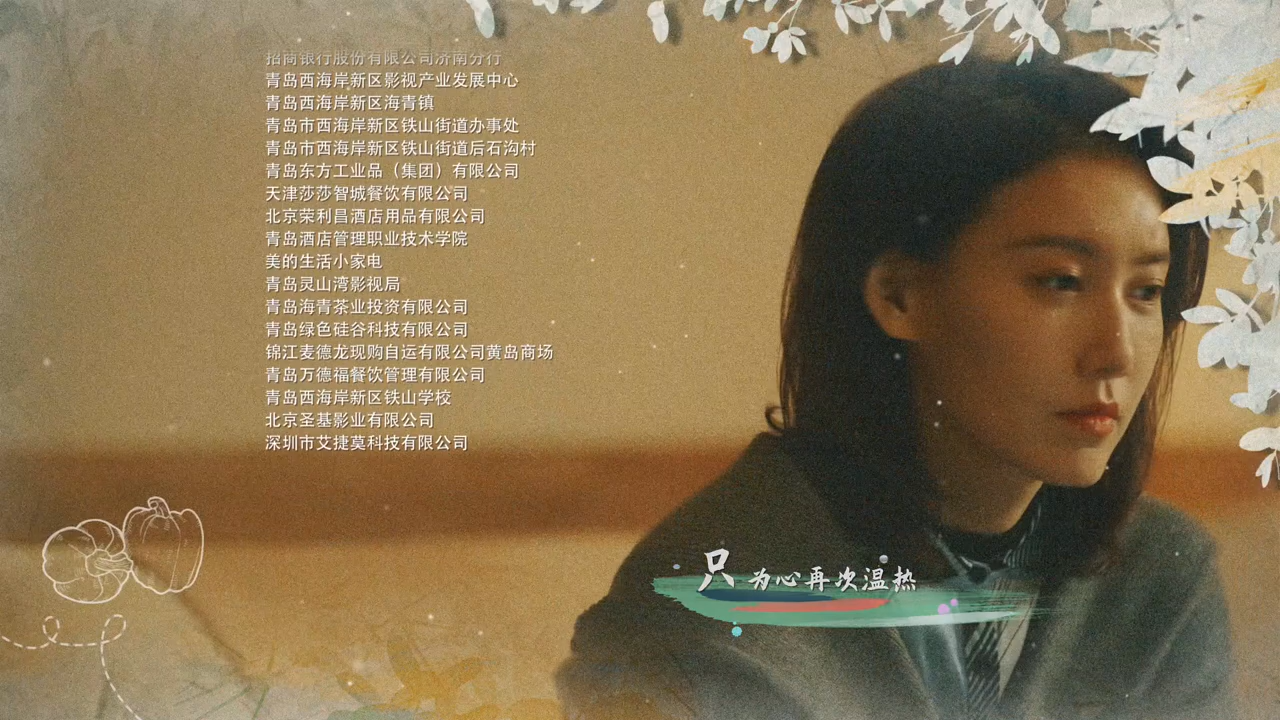 招商银行股份有限公司济南分行
青岛西海岸新区影视产业发展中心
青岛西海岸新区海青镇
青岛市西海岸新区铁山街道办事处
青岛市西海岸新区铁山街道后石沟村
青岛东方工业品（集团）有限公司
天津莎莎智城餐饮有限公司
北京荣利昌酒店用品有限公司
青岛酒店管理职业技术学院
美的生活小家电
青岛灵山湾影视局
青岛海青茶业投资有限公司
青岛绿色硅谷科技有限公司
锦江麦德龙现购自运有限公司黄岛商场
青岛万德福餐饮管理有限公司
青岛西海岸新区铁山学校
北京圣基影业有限公司
深圳市艾捷莫科技有限公司
只为心再次温热